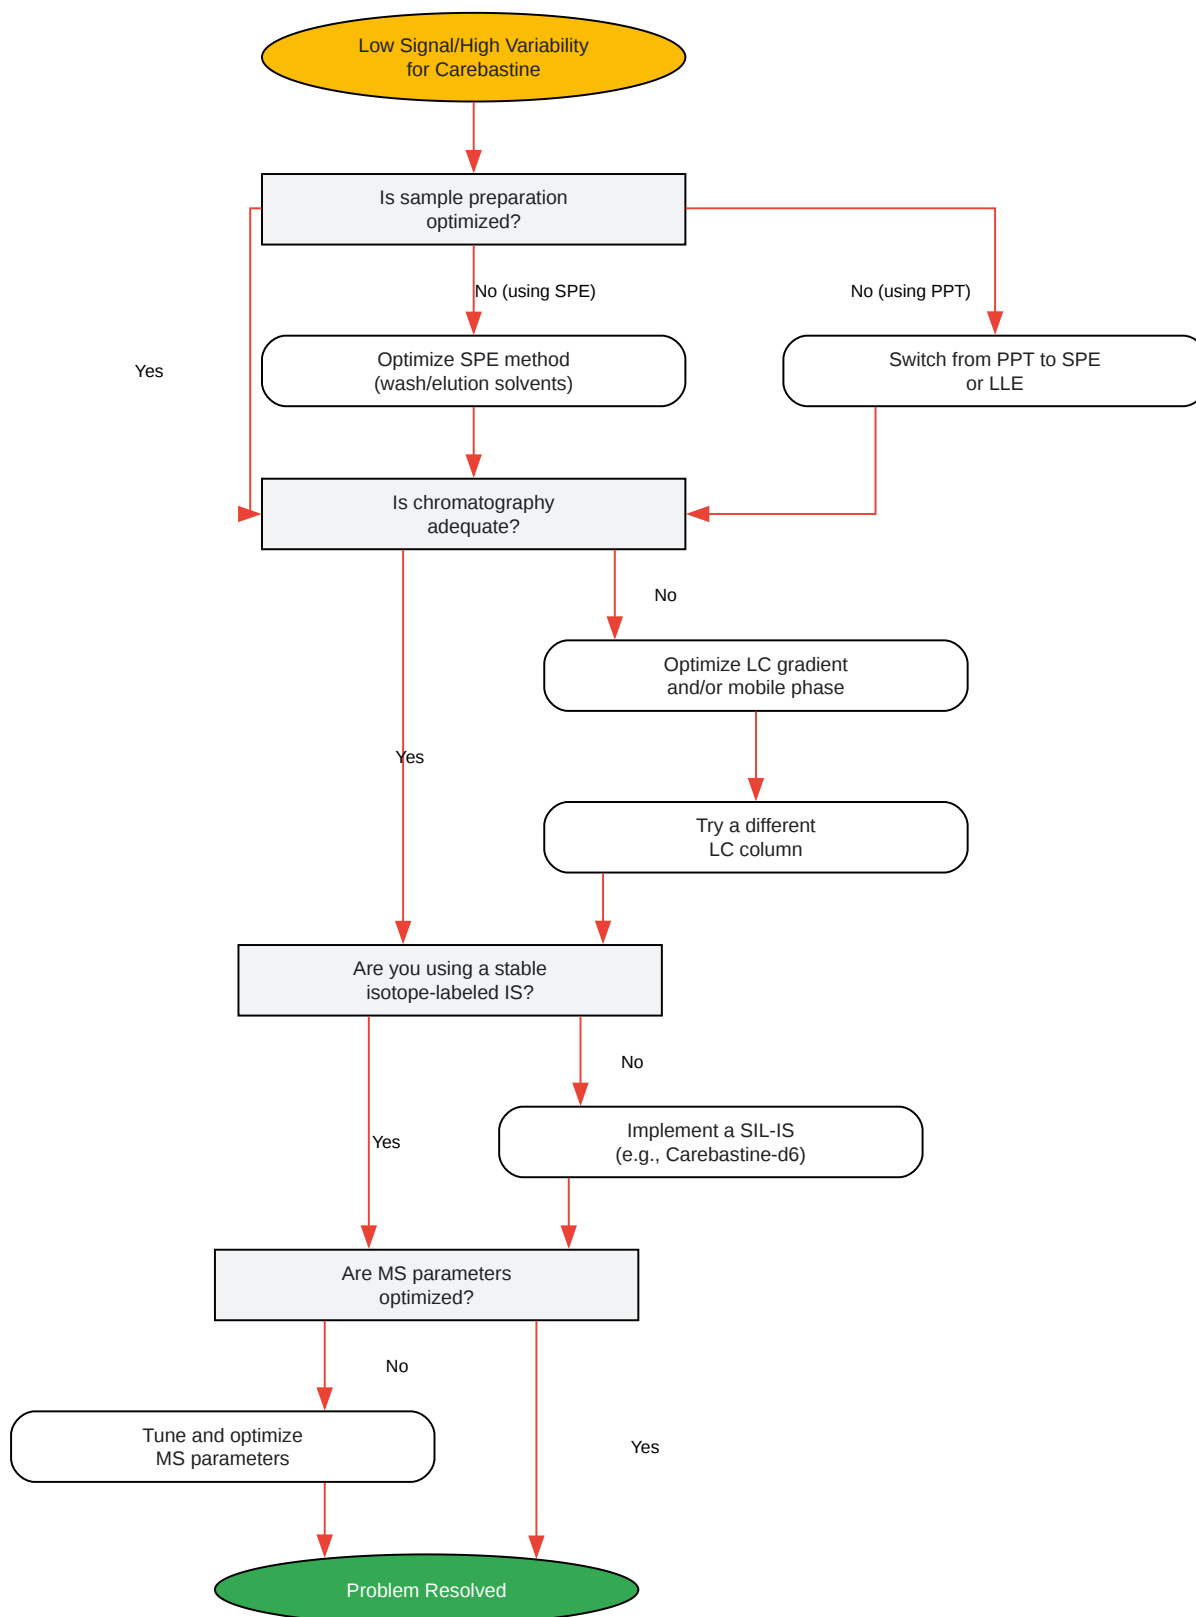 Low Signal/High Variability
for Carebastine
Is sample preparation
optimized?
No (using SPE)
No (using PPT)
Yes
Optimize SPE method
(wash/elution solvents)
Switch from PPT to SPE
or LLE
Is chromatography
adequate?
No
Optimize LC gradient
and/or mobile phase
Yes
Try a different
LC column
Are you using a stable
isotope-labeled IS?
No
Yes
Implement a SIL-IS
(e.g., Carebastine-d6)
Are MS parameters
optimized?
No
Tune and optimize
MS parameters
Yes
Problem Resolved